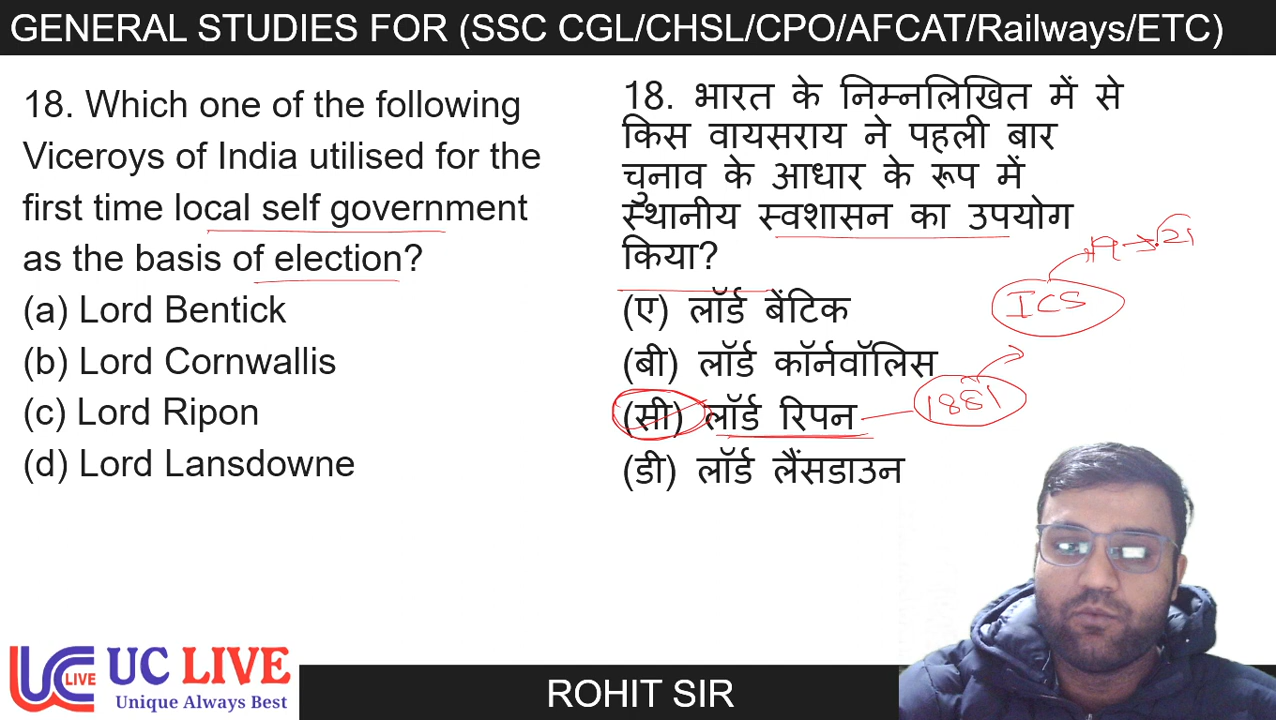 GENERAL STUDIES FOR (SSC CGL/CHSL/CPO/AFCAT/Railways/ETC)
18. Which one of the following
Viceroys of India utilised for the
first time local self government
as the basis of election?
(a) Lord Bentick
(b) Lord Cornwallis
(c) Lord Ripon
(d) Lord Lansdowne
18. भारत के निम्नलिखित में से
किस वायसराय ने पहली बार
चुनाव के आधार के रूप में
स्थानीय स्वशासन का उपयोग
किया?
(ए) लॉर्ड बेंटिक
(बी) लॉर्ड कॉर्नवॉलिस
(सी) लॉर्ड रिपन
(डी) लॉर्ड लैंसडाउन
21
ICS
1881
UC LIVE
LIVE
Unique Always Best
ROHIT SIR